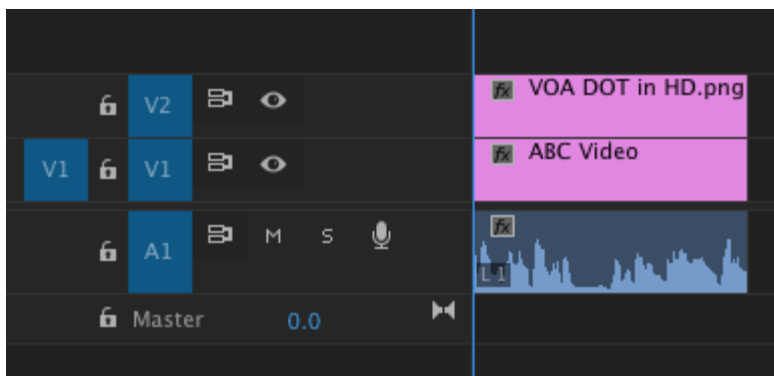 V2 fx VOA DOT in HD.png
V1 V1 fx ABC Video
A1 M S fx
L 1
Master 0.0